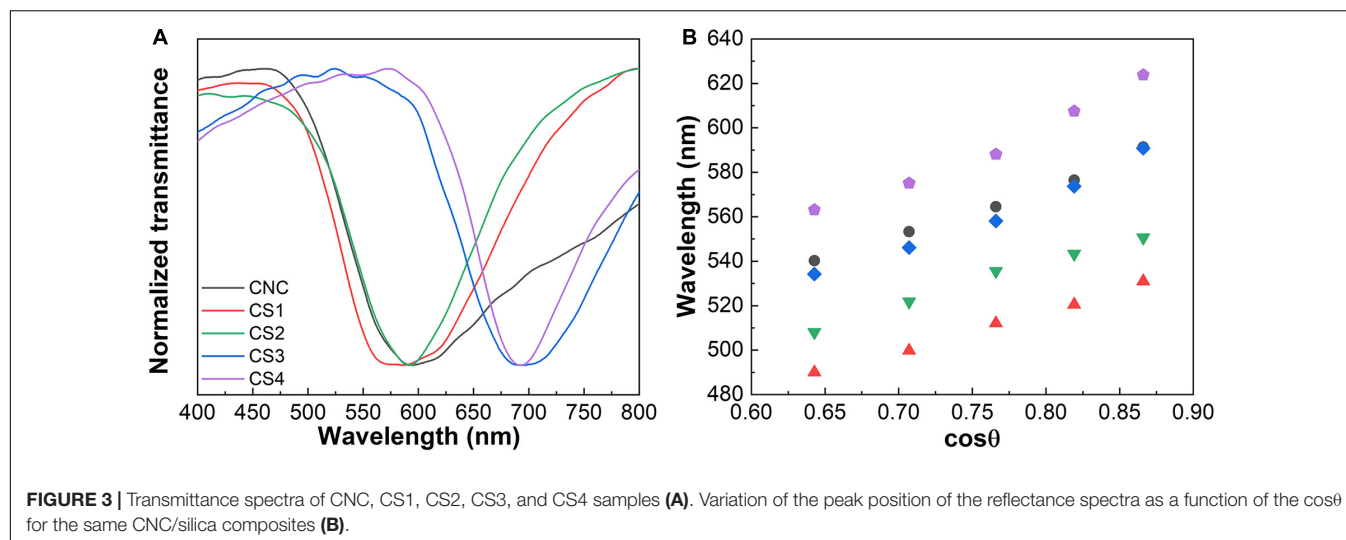 A
Normalized transmittance
CNC
CS1
CS2
CS3
CS4
400 450 500 550 600 650 700 750 800
Wavelength (nm)
B
Wavelength (nm)
640
620
600
580
560
540
520
500
480
0.60 0.65 0.70 0.75 0.80 0.85 0.90
cosθ
FIGURE 3 | Transmittance spectra of CNC, CS1, CS2, CS3, and CS4 samples (A). Variation of the peak position of the reflectance spectra as a function of the cosθ
for the same CNC/silica composites (B).